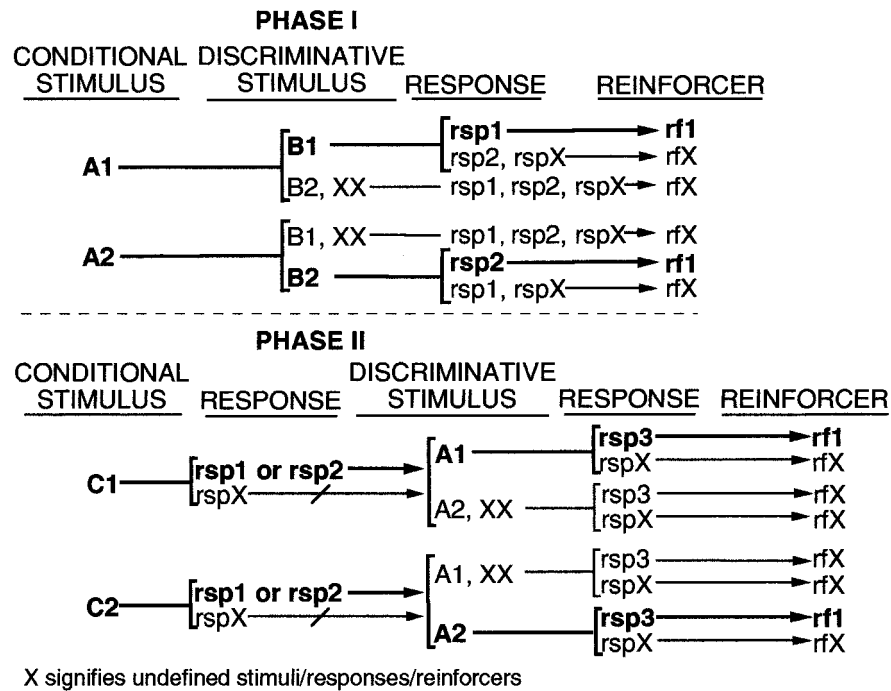 PHASE I
CONDITIONAL DISCRIMINATIVE
STIMULUS STIMULUS RESPONSE REINFORCER
A1
B1
rsp1 rf1
rsp2, rspX rfX
B2, XX rsp1, rsp2, rspX rfX
A2
B1, XX rsp1, rsp2, rspX rfX
B2
rsp2 rf1
rsp1, rspX rfX
PHASE II
CONDITIONAL DISCRIMINATIVE
STIMULUS RESPONSE STIMULUS RESPONSE REINFORCER
C1
rsp1 or rsp2
rspX
A1
rsp3 rf1
rspX rfX
A2, XX
rsp3 rfX
rspX rfX
C2
rsp1 or rsp2
rspX
A1, XX
rsp3 rfX
rspX rfX
A2
rsp3 rf1
rspX rfX
X signifies undefined stimuli/responses/reinforcers